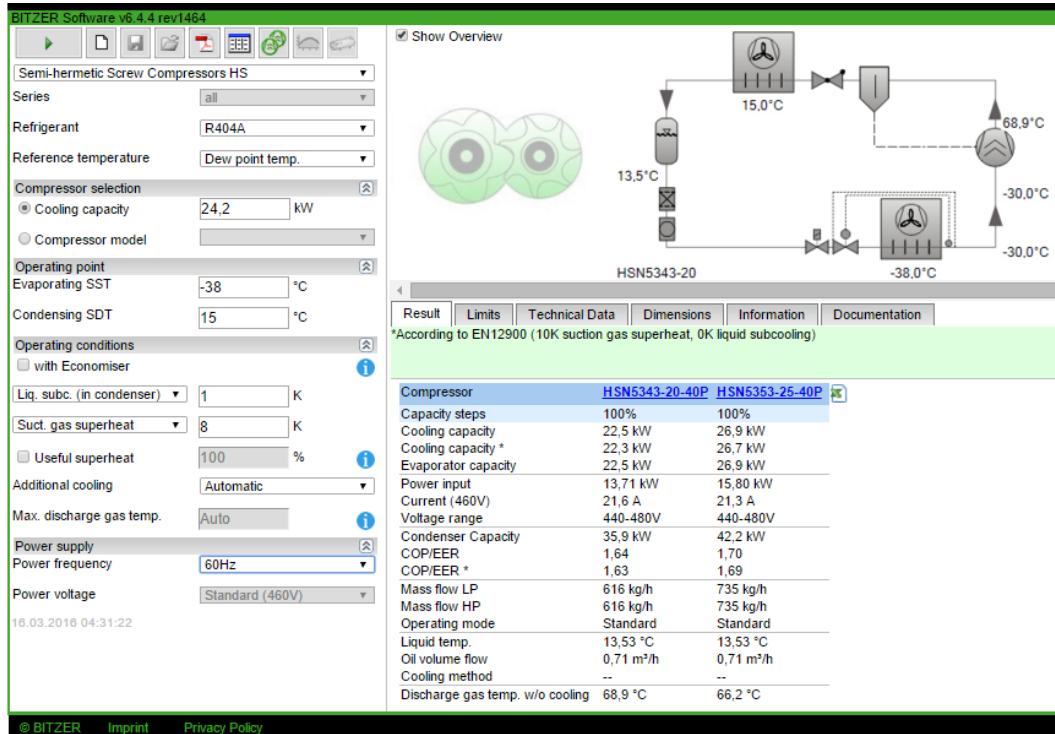 BITZER Software v6.4.4 rev1464
Semi-hermetic Screw Compressors HS
Series all
Refrigerant R404A
Reference temperature Dew point temp.
Compressor selection
Cooling capacity 24,2 kW
Compressor model
Operating point
Evaporating SST -38 °C
Condensing SDT 15 °C
Operating conditions
with Economiser
Liq. subc. (in condenser) 1 K
Suct. gas superheat 8 K
Useful superheat 100 %
Additional cooling Automatic
Max. discharge gas temp. Auto
Power supply
Power frequency 60Hz
Power voltage Standard (460V)
16.03.2016 04:31:22
Show Overview
15,0°C
68,9°C
13,5°C
-30,0°C
-30,0°C
HSN5343-20 -38,0°C
Result Limits Technical Data Dimensions Information Documentation
*According to EN12900 (10K suction gas superheat, 0K liquid subcooling)
Compressor HSN5343-20-40P HSN5353-25-40P
Capacity steps 100% 100%
Cooling capacity 22,5 kW 26,9 kW
Cooling capacity * 22,3 kW 26,7 kW
Evaporator capacity 22,5 kW 26,9 kW
Power input 13,71 kW 15,80 kW
Current (460V) 21,6 A 21,3 A
Voltage range 440-480V 440-480V
Condenser Capacity 35,9 kW 42,2 kW
COP/EER 1,64 1,70
COP/EER * 1,63 1,69
Mass flow LP 616 kg/h 735 kg/h
Mass flow HP 616 kg/h 735 kg/h
Operating mode Standard Standard
Liquid temp. 13,53 °C 13,53 °C
Oil volume flow 0,71 m³/h 0,71 m³/h
Cooling method -- --
Discharge gas temp. w/o cooling 68,9 °C 66,2 °C
© BITZER Imprint Privacy Policy